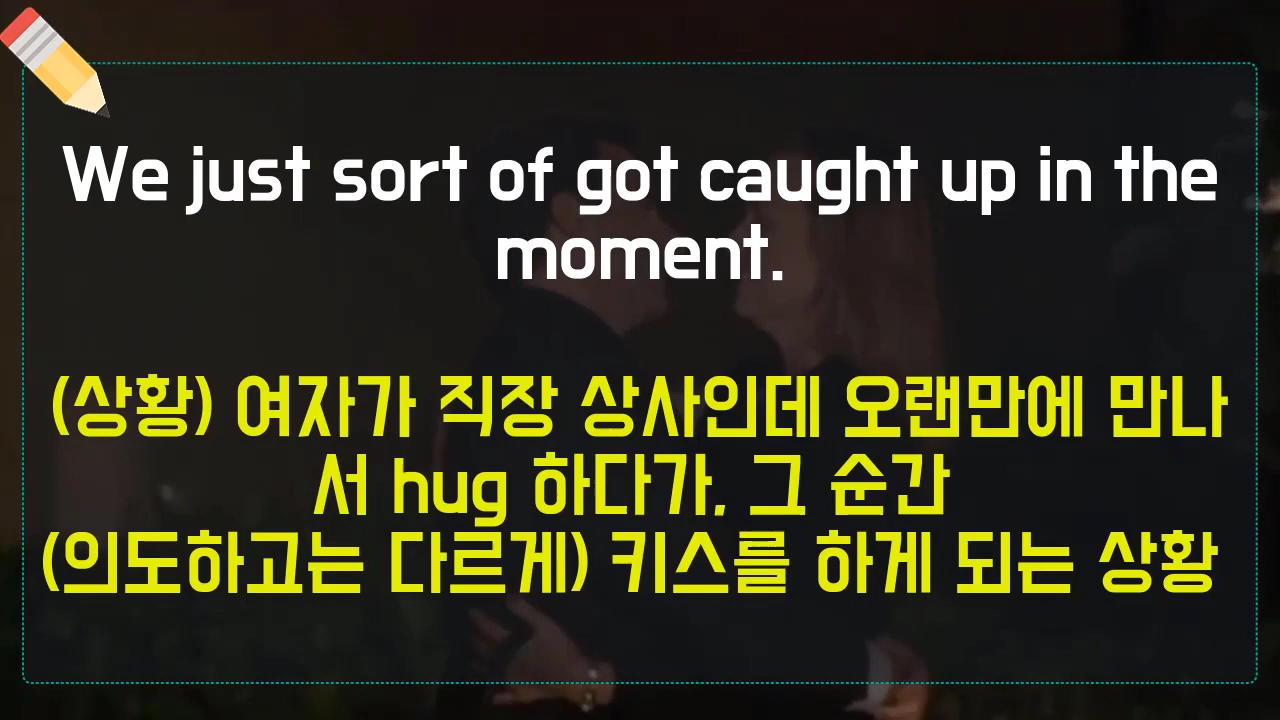 We just sort of got caught up in the
moment.
(상황) 여자가 직장 상사인데 오랜만에 만나
서 hug 하다가, 그 순간
(의도하고는 다르게) 키스를 하게 되는 상황